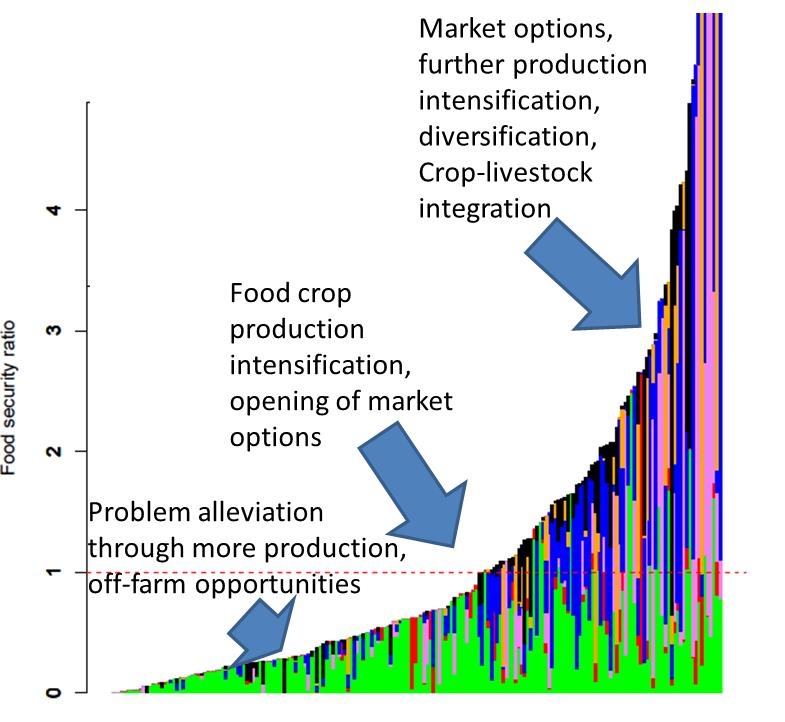 Market options,
further production
intensification,
diversification,
Crop-livestock
integration
Food crop
production
intensification,
opening of market
options
Problem alleviation
through more production,
off-farm opportunities
Food security ratio
4
3
2
1
0